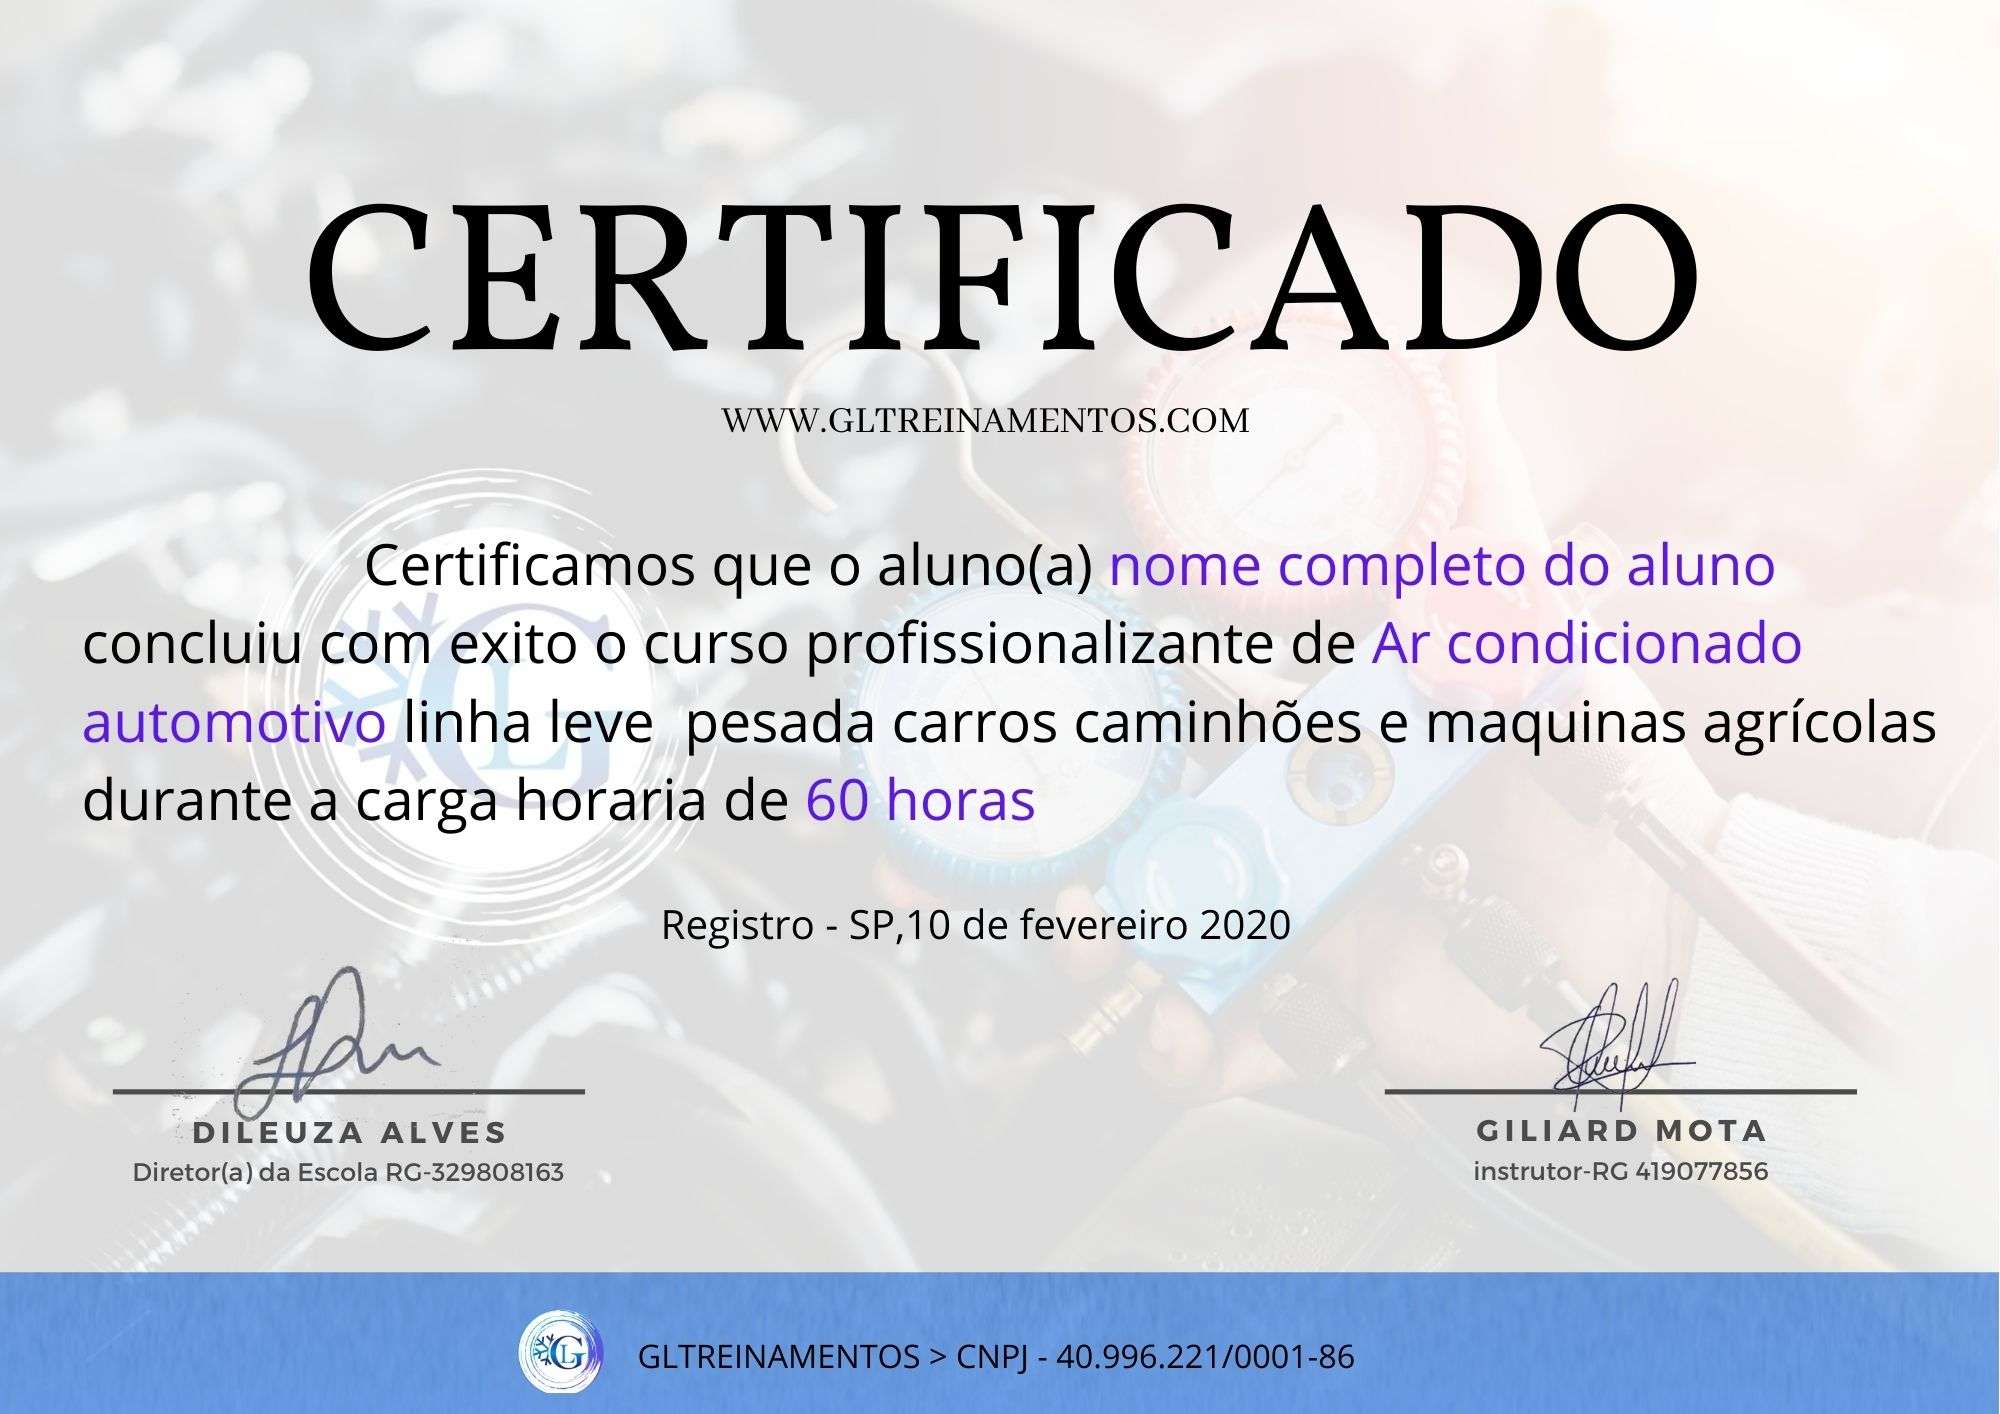 CERTIFICADO
WWW.GLTREINAMENTOS.COM
Certificamos que o aluno(a) nome completo do aluno
concluiu com exito o curso profissionalizante de Ar condicionado
automotivo linha leve  pesada carros caminhões e maquinas agrícolas
durante a carga horaria de 60 horas
Registro - SP,10 de fevereiro 2020
DILEUZA ALVES
Diretor(a) da Escola RG-329808163
GILIARD MOTA
instrutor-RG 419077856
GL
GLTREINAMENTOS > CNPJ - 40.996.221/0001-86